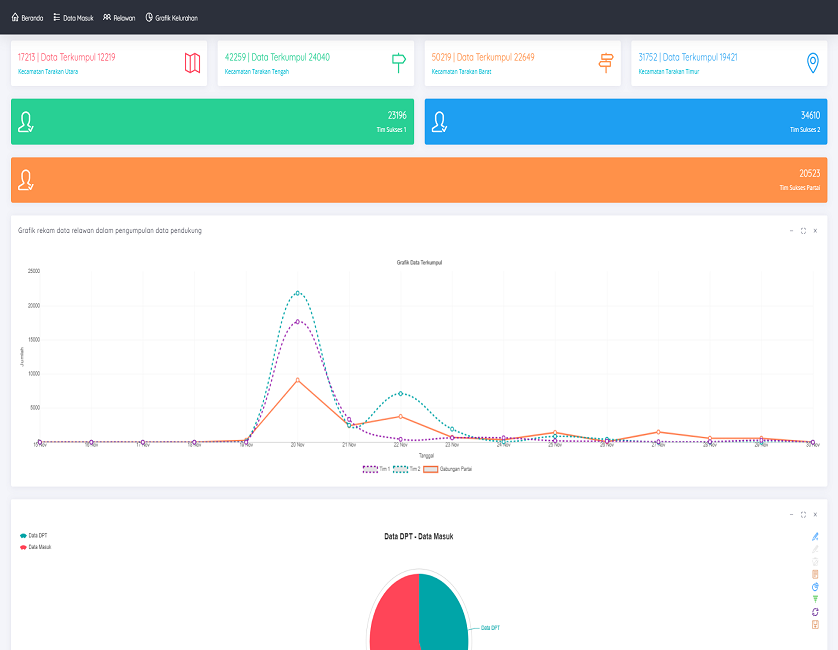 Beranda Data Masuk Relawan Grafik Kelurahan
17213 | Data Terkumpul 12219
Kecamatan Tarakan Utara
42259 | Data Terkumpul 24040
Kecamatan Tarakan Tengah
50219 | Data Terkumpul 22649
Kecamatan Tarakan Barat
31752 | Data Terkumpul 19421
Kecamatan Tarakan Timur
23196
Tim Sukses 1
34610
Tim Sukses 2
20523
Tim Sukses Partai
Grafik rekam data relawan dalam pengumpulan data pendukung
Grafik Data Terkumpul
25000
20000
15000
10000
5000
Jumlah
15 Nov 16 Nov 17 Nov 18 Nov 19 Nov 20 Nov 21 Nov 22 Nov 23 Nov 24 Nov 25 Nov 26 Nov 27 Nov 28 Nov 29 Nov 30 Nov
Tanggal
Tim 1 Tim 2 Gabungan Partai
Data DPT
Data Masuk
Data DPT - Data Masuk
Data DPT